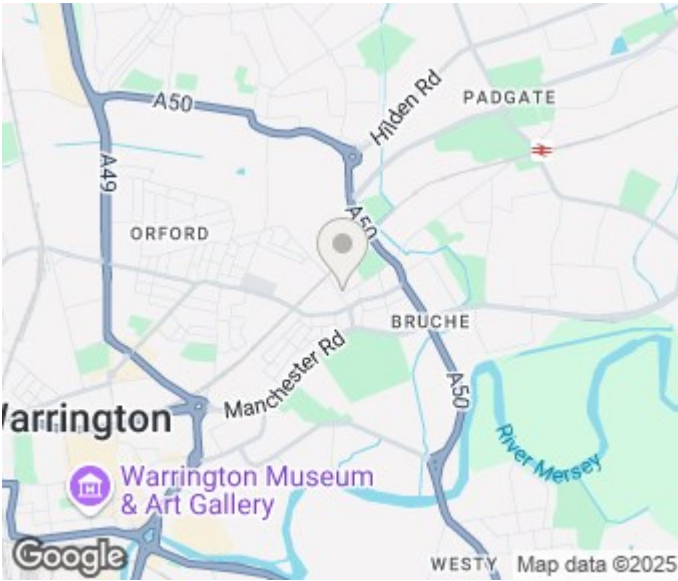 Hilden Rd
PADGATE
A50
A49
ORFORD
A50
BRUCHE
Manchester Rd
A50
Warrington
River Mersey
Warrington Museum
& Art Gallery
Google
WESTY
Map data ©2025